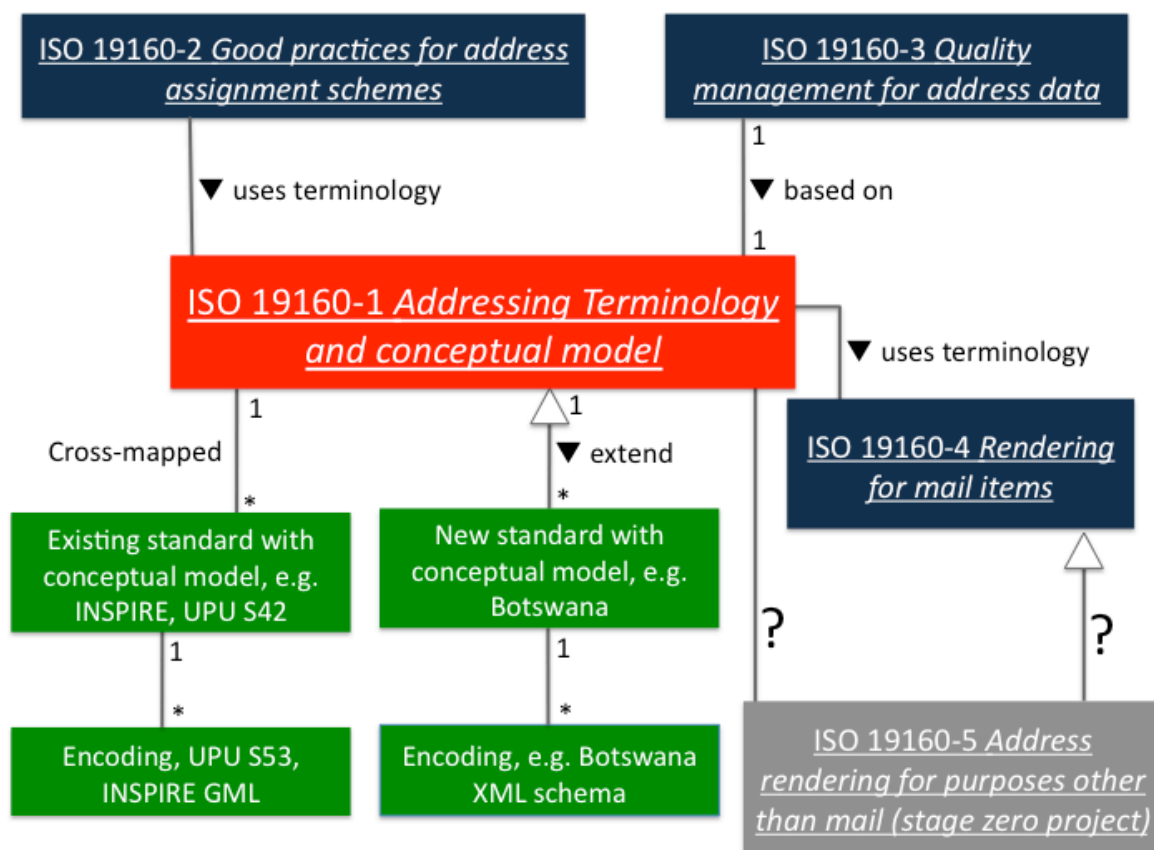 ISO 19160-2 Good practices for address
assignment schemes
ISO 19160-3 Quality
management for address data
1
▼ uses terminology
▼ based on
1
ISO 19160-1 Addressing Terminology
and conceptual model
▼ uses terminology
1
1
Cross-mapped
▼ extend
ISO 19160-4 Rendering
for mail items
*
*
Existing standard with
conceptual model, e.g.
INSPIRE, UPU S42
New standard with
conceptual model, e.g.
Botswana
?
?
1
1
*
*
Encoding, UPU S53,
INSPIRE GML
Encoding, e.g. Botswana
XML schema
ISO 19160-5 Address
rendering for purposes other
than mail (stage zero project)